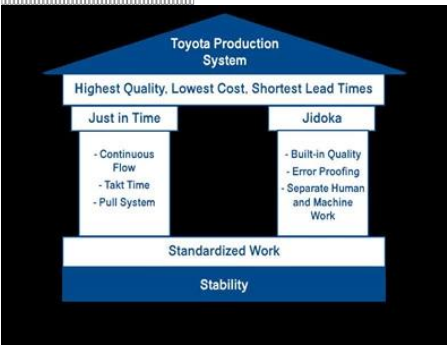 Toyota Production
System
Highest Quality, Lowest Cost, Shortest Lead Times
Just in Time
- Continuous
Flow
- Takt Time
- Pull System
Jidoka
- Built-in Quality
- Error Proofing
- Separate Human
and Machine
Work
Standardized Work
Stability